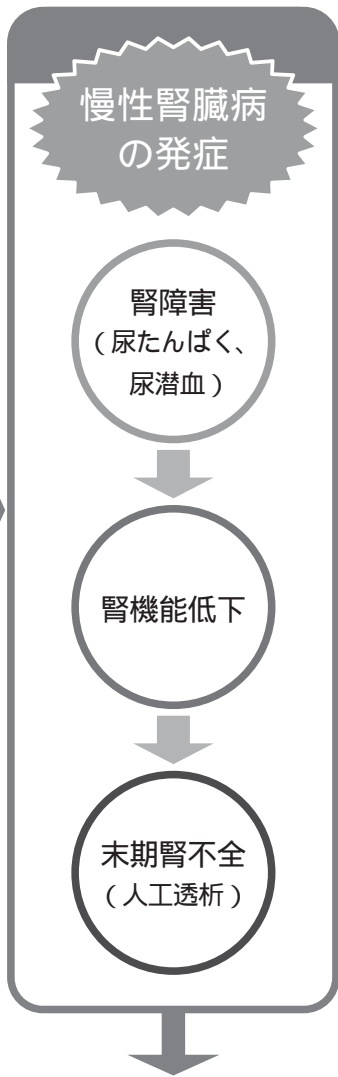 慢性腎臓病
の発症
腎障害
(尿たんぱく、
尿潜血)
腎機能低下
末期腎不全
(人工透析)